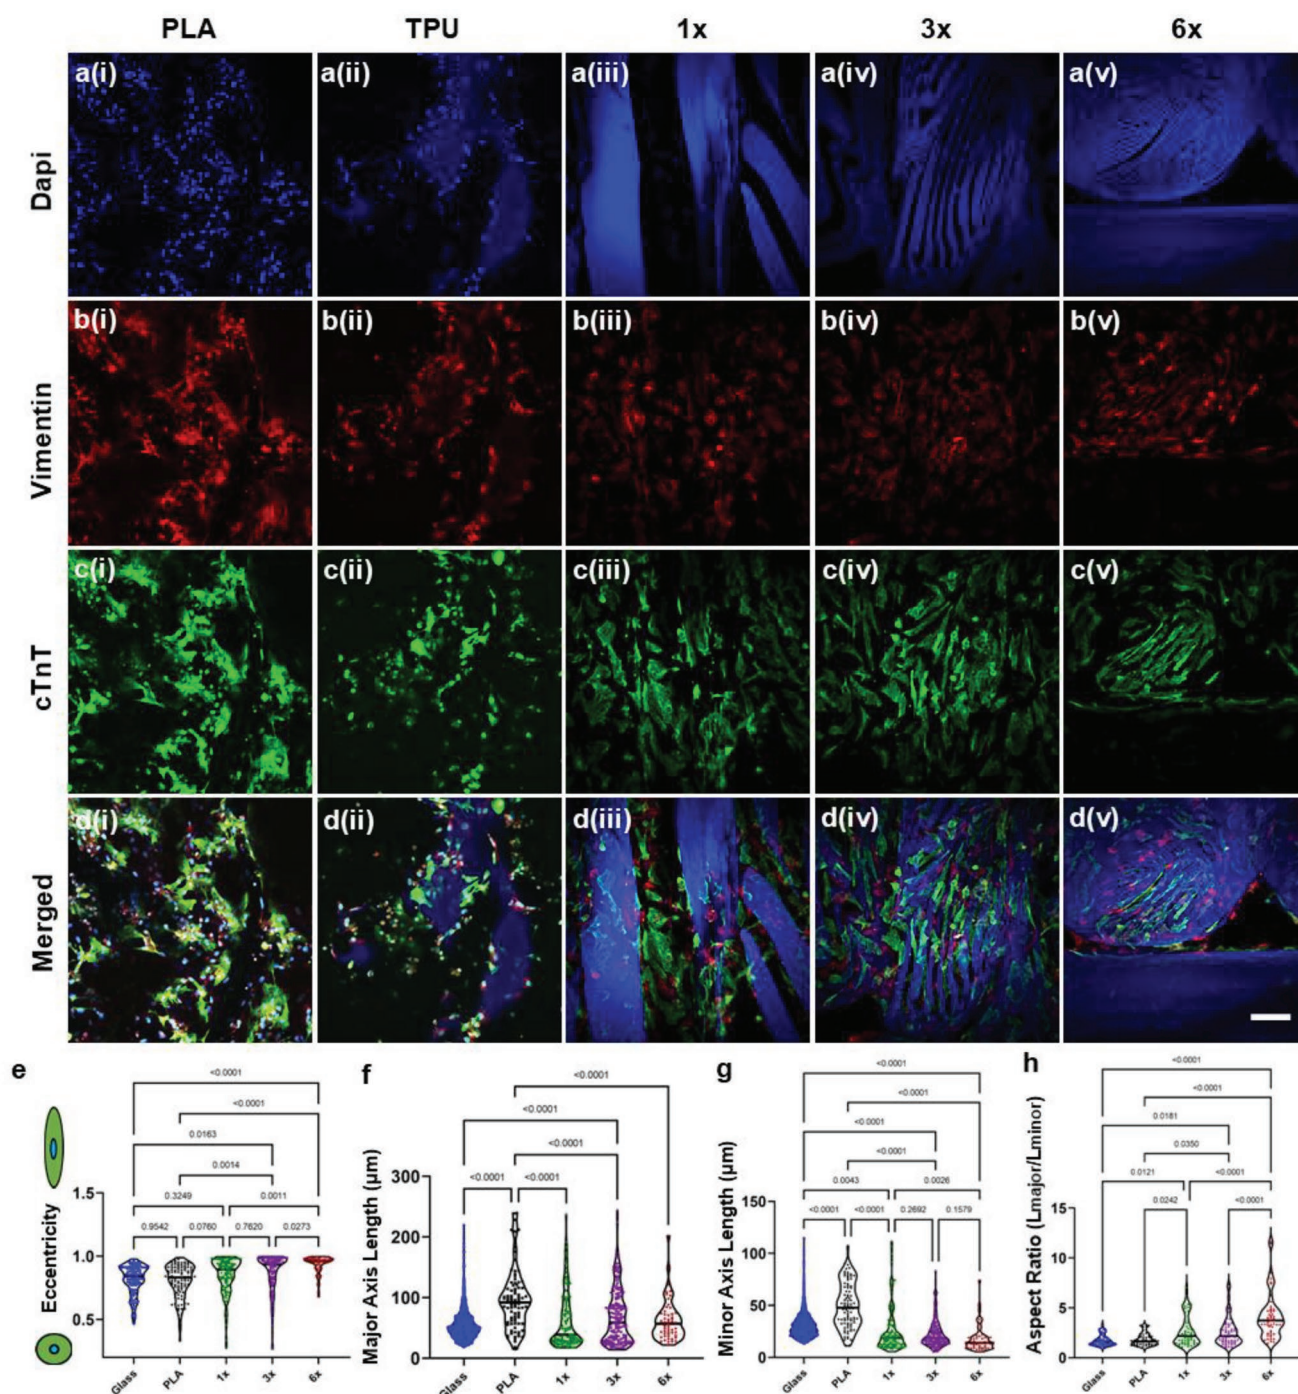 PLA TPU 1x 3x 6x
Dapi
a(i) a(ii) a(iii) a(iv) a(v)
Vimentin
b(i) b(ii) b(iii) b(iv) b(v)
cTnT
c(i) c(ii) c(iii) c(iv) c(v)
Merged
d(i) d(ii) d(iii) d(iv) d(v)
e
<0.0001
<0.0001
0.0163
0.0014
0.3249 0.0011
0.9542 0.0760 0.7620 0.0273
Eccentricity
1.5
1.0
0.5
Glass PLA 1x 3x 6x
f
<0.0001
<0.0001
<0.0001
<0.0001 <0.0001
Major Axis Length (µm)
300
200
100
0
Glass PLA 1x 3x 6x
g
<0.0001
<0.0001
<0.0001
<0.0001
0.0043 0.0026
<0.0001 <0.0001 0.2692 0.1579
Minor Axis Length (µm)
150
100
50
0
Glass PLA 1x 3x 6x
h
<0.0001
<0.0001
0.0181
0.0350
0.0121 <0.0001
0.0242 <0.0001
Aspect Ratio (Lmajor/Lminor)
15
10
5
0
Glass PLA 1x 3x 6x